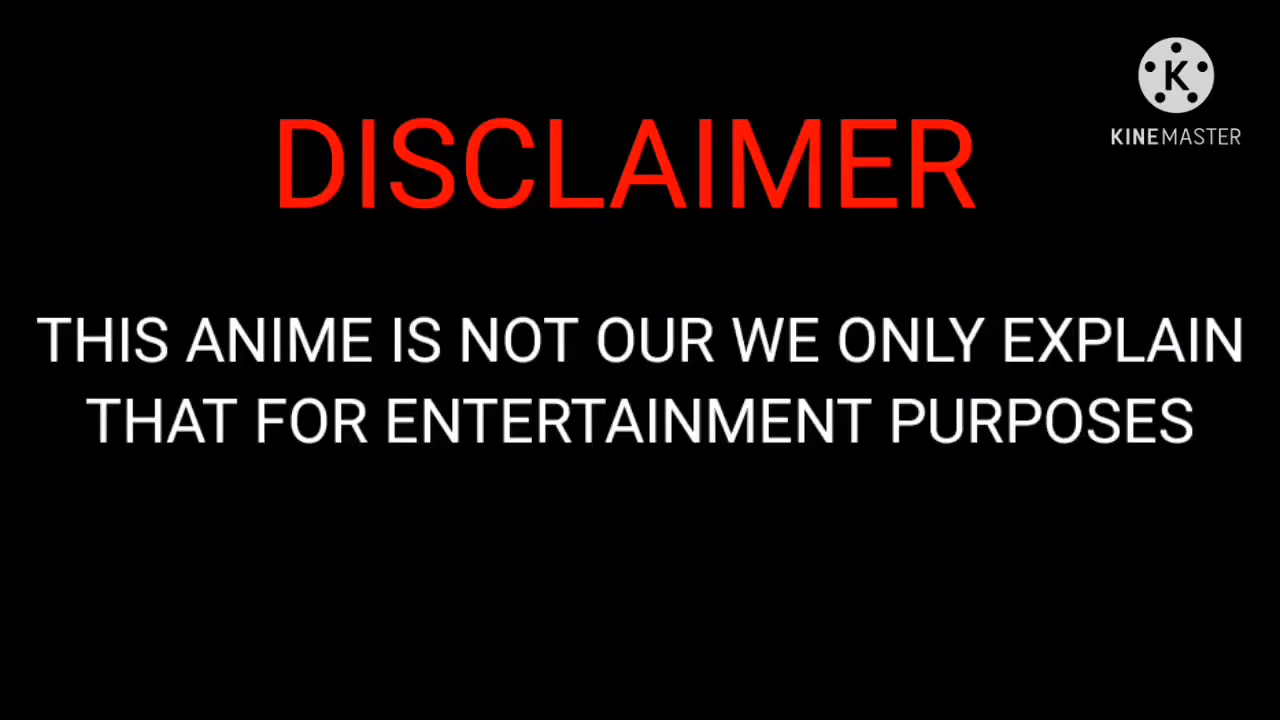 K
KINEMASTER
DISCLAIMER
THIS ANIME IS NOT OUR WE ONLY EXPLAIN
THAT FOR ENTERTAINMENT PURPOSES